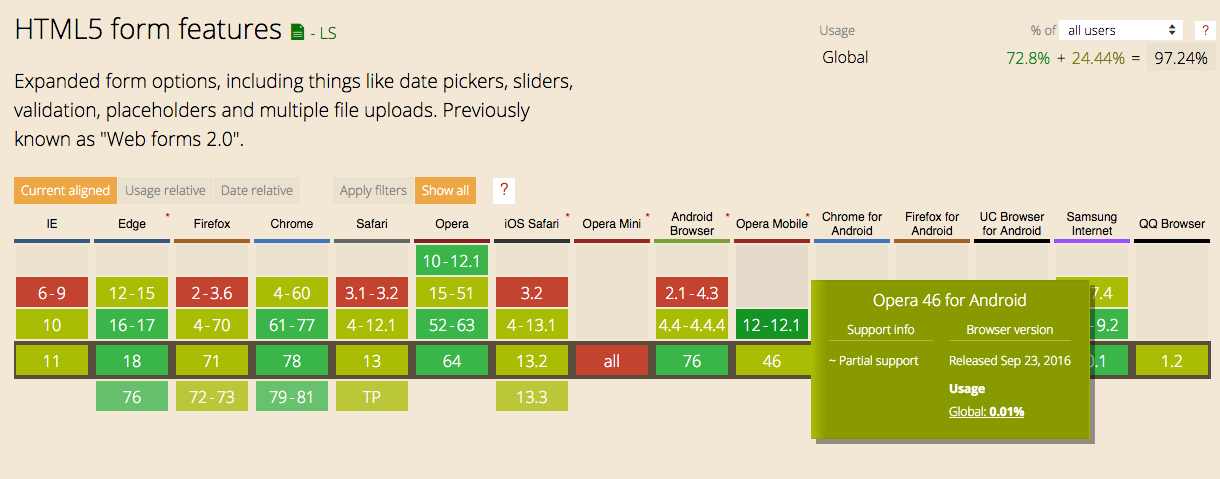 HTML5 form features - LS
Usage % of all users ?
Global 72.8% + 24.44% = 97.24%
Expanded form options, including things like date pickers, sliders,
validation, placeholders and multiple file uploads. Previously
known as "Web forms 2.0".
Current aligned Usage relative Date relative Apply filters Show all ?
IE Edge * Firefox Chrome Safari Opera iOS Safari * Opera Mini * Android Browser * Opera Mobile * Chrome for Android Firefox for Android UC Browser for Android Samsung Internet QQ Browser
10-12.1
6-9 12-15 2-3.6 4-60 3.1-3.2 15-51 3.2 2.1-4.3 7.4
10 16-17 4-70 61-77 4-12.1 52-63 4-13.1 4.4-4.4.4 12-12.1 -9.2
11 18 71 78 13 64 13.2 all 76 46 .1 1.2
76 72-73 79-81 TP 13.3
Opera 46 for Android
Support info Browser version
~ Partial support Released Sep 23, 2016
Usage
Global: 0.01%